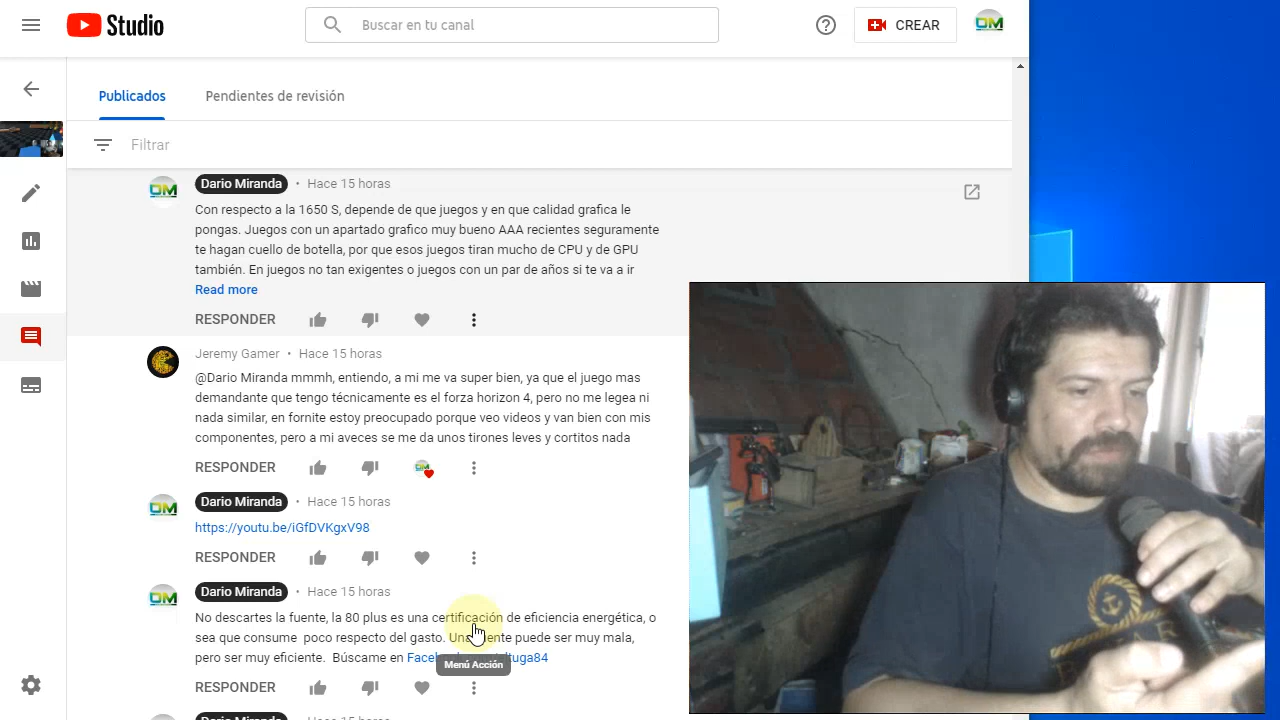 Studio
Buscar en tu canal
CREAR
DM
Publicados
Pendientes de revisión
Filtrar
Dario Miranda • Hace 15 horas
Con respecto a la 1650 S, depende de que juegos y en que calidad grafica le
pongas. Juegos con un apartado grafico muy bueno AAA recientes seguramente
te hagan cuello de botella, por que esos juegos tiran mucho de CPU y de GPU
también. En juegos no tan exigentes o juegos con un par de años si te va a ir
Read more
RESPONDER
Jeremy Gamer • Hace 15 horas
@Dario Miranda mmmh, entiendo, a mi me va super bien, ya que el juego mas
demandante que tengo técnicamente es el forza horizon 4, pero no me legea ni
nada similar, en fornite estoy preocupado porque veo videos y van bien con mis
componentes, pero a mi aveces se me da unos tirones leves y cortitos nada
RESPONDER
Dario Miranda • Hace 15 horas
https://youtu.be/iGfDVKgxV98
RESPONDER
Dario Miranda • Hace 15 horas
No descartes la fuente, la 80 plus es una certificación de eficiencia energética, o
sea que consume poco respecto del gasto. Una puede ser muy mala,
pero ser muy eficiente. Búscame en
Menú Acción
RESPONDER
Dario Miranda